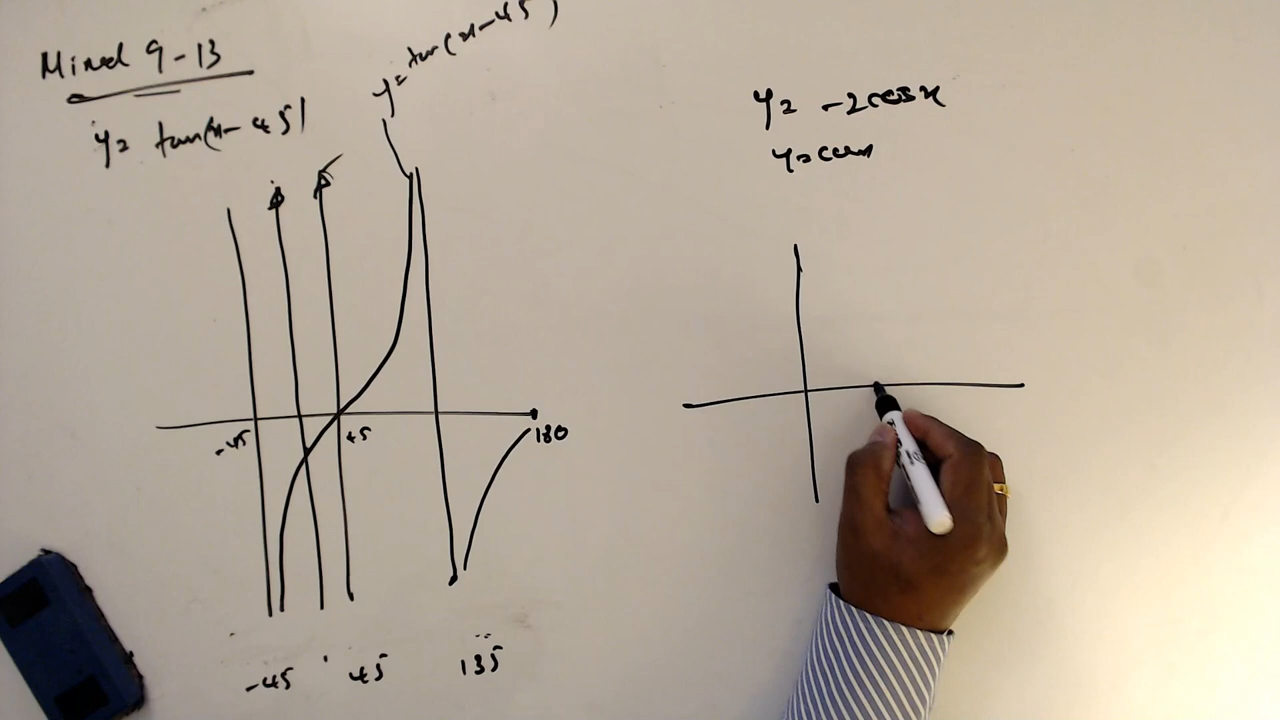 Mixed 9-13
y= tan(x-45)
y= tan(x-45)
-45
45
180
-45 45 135
y= -2cosx
y=cosx